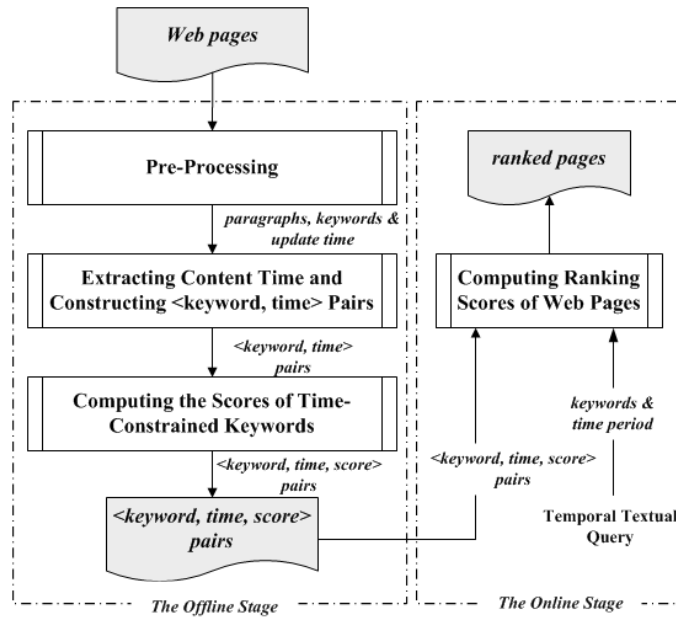 Web pages
Pre-Processing
paragraphs, keywords &
update time
Extracting Content Time and
Constructing <keyword, time> Pairs
<keyword, time>
pairs
Computing the Scores of Time-
Constrained Keywords
<keyword, time, score>
pairs
<keyword, time, score>
pairs
The Offline Stage
ranked pages
Computing Ranking
Scores of Web Pages
keywords &
time period
<keyword, time, score>
pairs
Temporal Textual
Query
The Online Stage